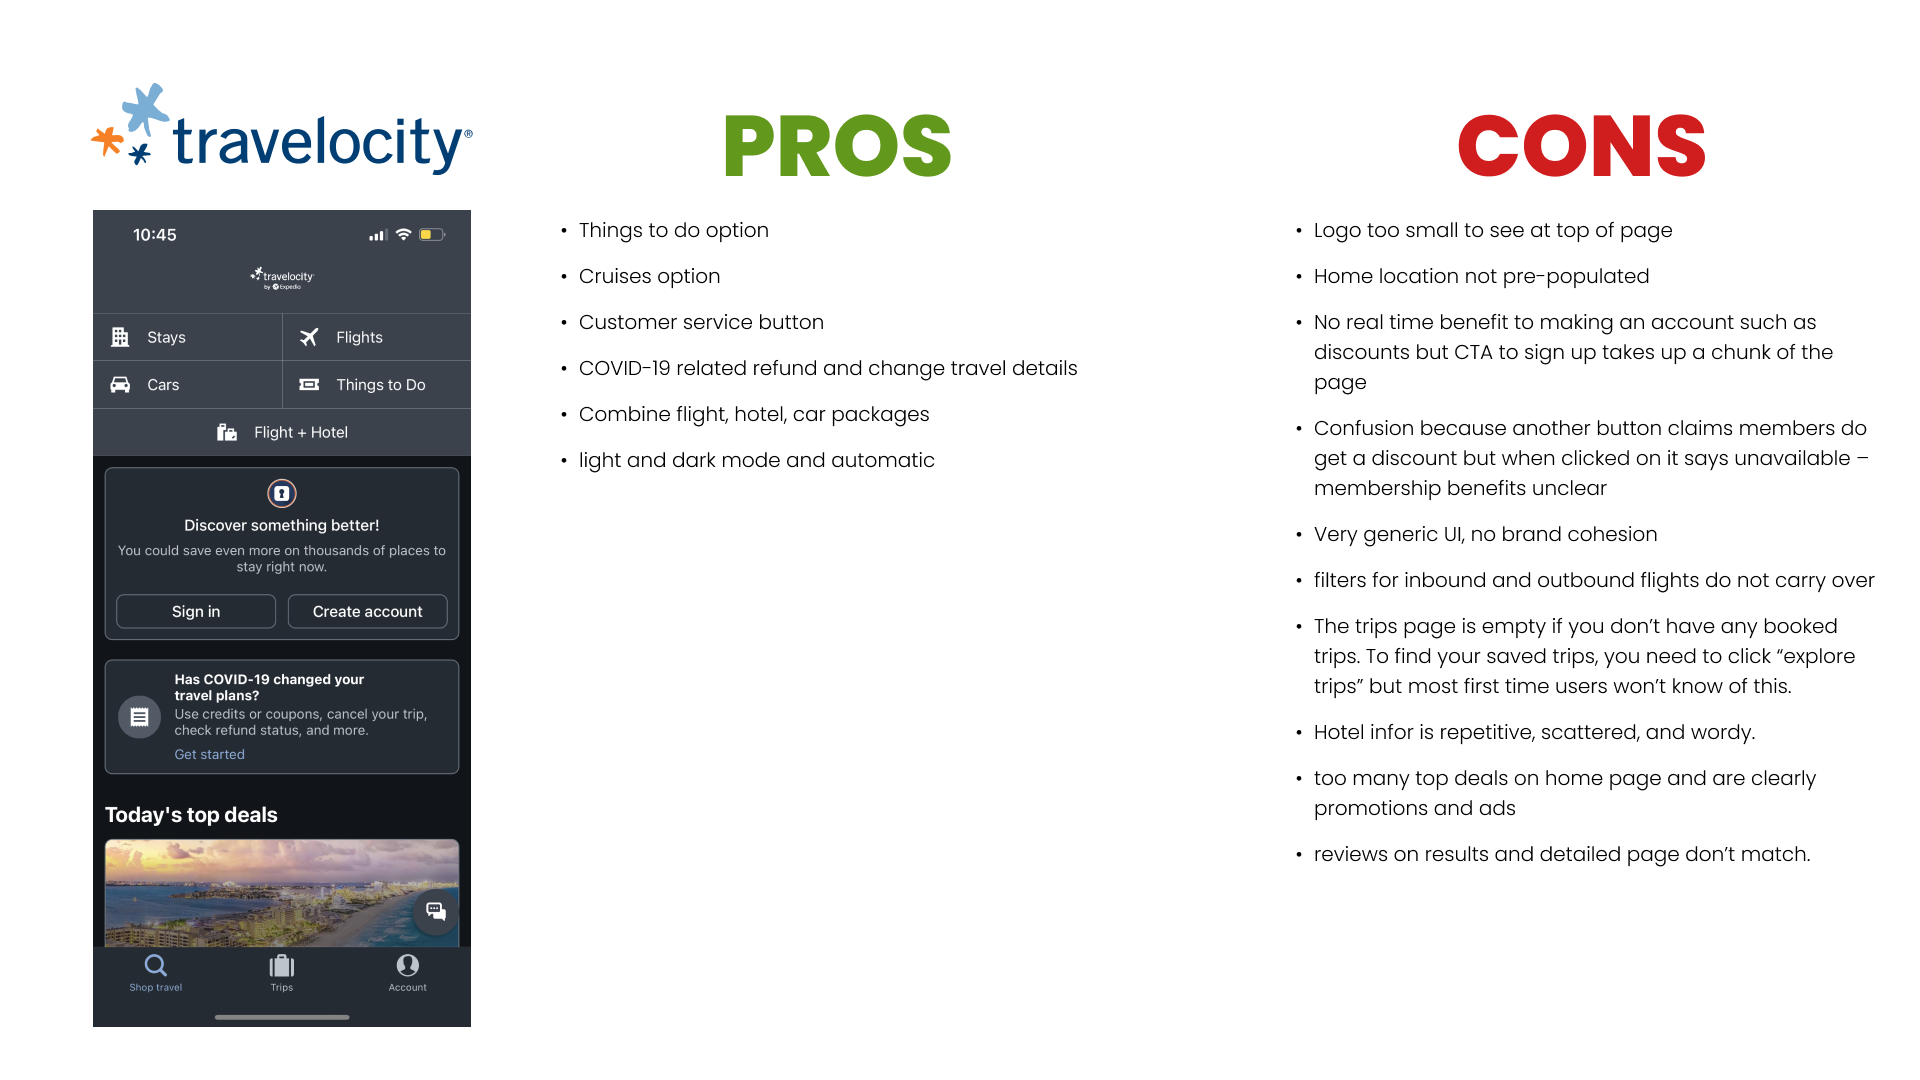 travelocity®
10:45
travelocity
by Expedia
Stays
Flights
Cars
Things to Do
Flight + Hotel
Discover something better!
You could save even more on thousands of places to
stay right now.
Sign in
Create account
Has COVID-19 changed your
travel plans?
Use credits or coupons, cancel your trip,
check refund status, and more.
Get started
Today's top deals
Shop travel
Trips
Account
PROS
• Things to do option
• Cruises option
• Customer service button
• COVID-19 related refund and change travel details
• Combine flight, hotel, car packages
• light and dark mode and automatic
CONS
• Logo too small to see at top of page
• Home location not pre-populated
• No real time benefit to making an account such as
discounts but CTA to sign up takes up a chunk of the
page
• Confusion because another button claims members do
get a discount but when clicked on it says unavailable –
membership benefits unclear
• Very generic UI, no brand cohesion
• filters for inbound and outbound flights do not carry over
• The trips page is empty if you don’t have any booked
trips. To find your saved trips, you need to click “explore
trips” but most first time users won’t know of this.
• Hotel infor is repetitive, scattered, and wordy.
• too many top deals on home page and are clearly
promotions and ads
• reviews on results and detailed page don’t match.